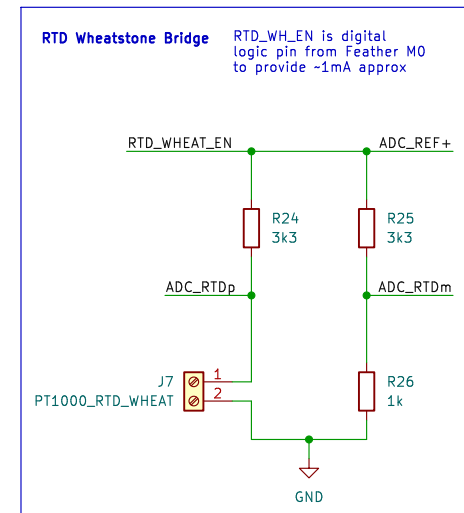 RTD Wheatstone Bridge
RTD_WH_EN is digital
logic pin from Feather M0
to provide ~1mA approx
RTD_WHEAT_EN
ADC_REF+
R24
3k3
R25
3k3
ADC_RTDp
ADC_RTDm
J7
1
2
PT1000_RTD_WHEAT
R26
1k
GND